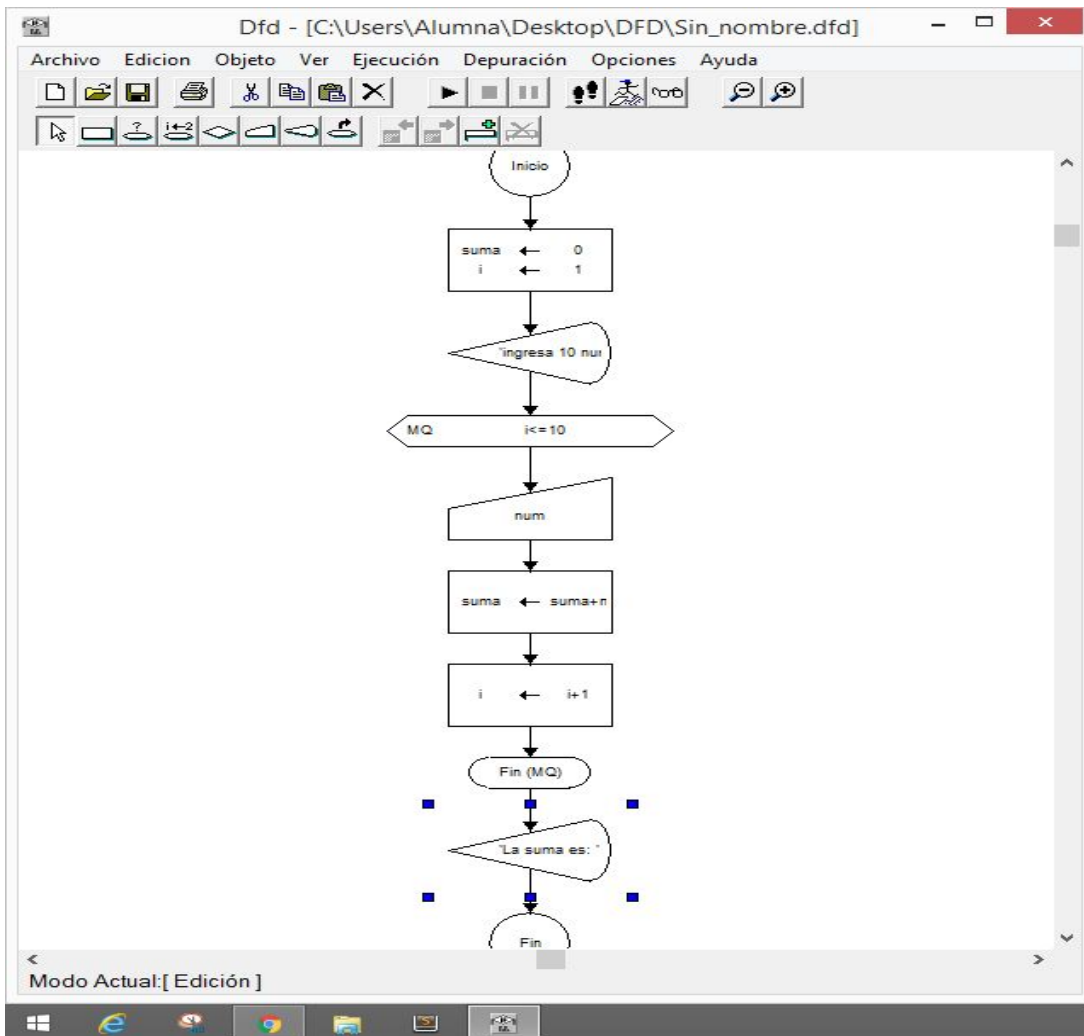 Dfd - [C:\Users\Alumna\Desktop\DFD\Sin_nombre.dfd]
Archivo Edicion Objeto Ver Ejecución Depuración Opciones Ayuda
Inicio
suma ← 0
i ← 1
'ingresa 10 nu
MQ i<=10
num
suma ← suma+n
i ← i+1
Fin (MQ)
'La suma es: '
Fin
Modo Actual:[ Edición ]